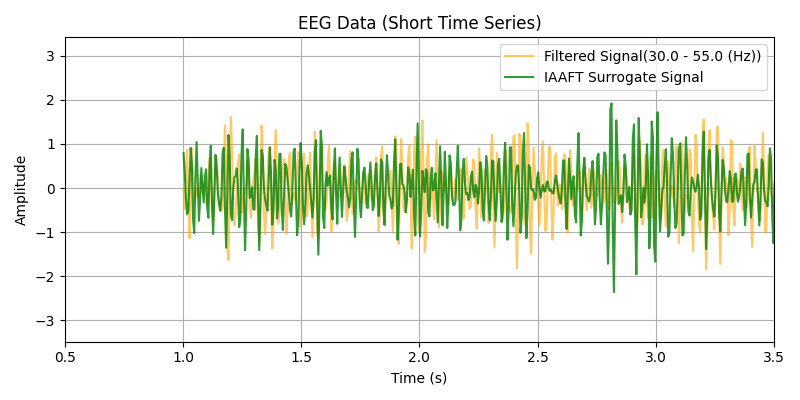 EEG Data (Short Time Series)
Filtered Signal(30.0 - 55.0 (Hz))
IAAFT Surrogate Signal
Amplitude
3
2
1
0
−1
−2
−3
0.5 1.0 1.5 2.0 2.5 3.0 3.5
Time (s)